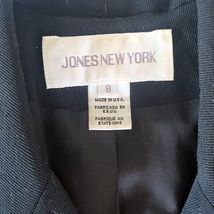 JONES NEW YORK
8
MADE IN U.S.A.
FABRICADA EN
E.E.U.U.
FABRIQUE AU
ETATS-UNIS